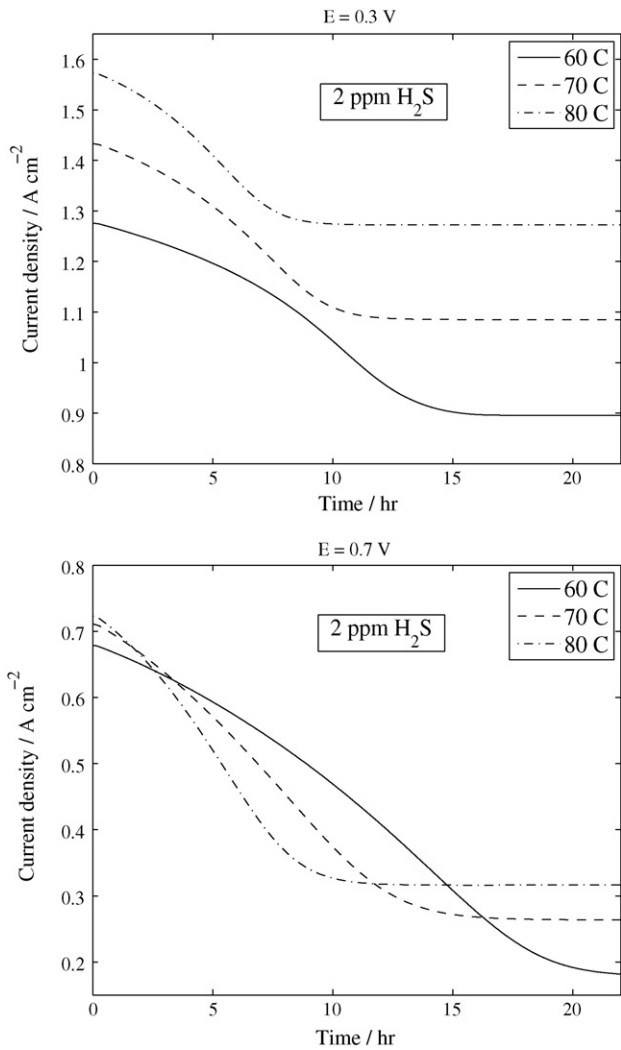 E = 0.3 V
1.6
1.5
1.4
1.3
1.2
1.1
1
0.9
0.8
Current density / A cm⁻²
2 ppm H₂S
60 C
70 C
80 C
0 5 10 15 20
Time / hr
E = 0.7 V
0.8
0.7
0.6
0.5
0.4
0.3
0.2
Current density / A cm⁻²
2 ppm H₂S
60 C
70 C
80 C
0 5 10 15 20
Time / hr